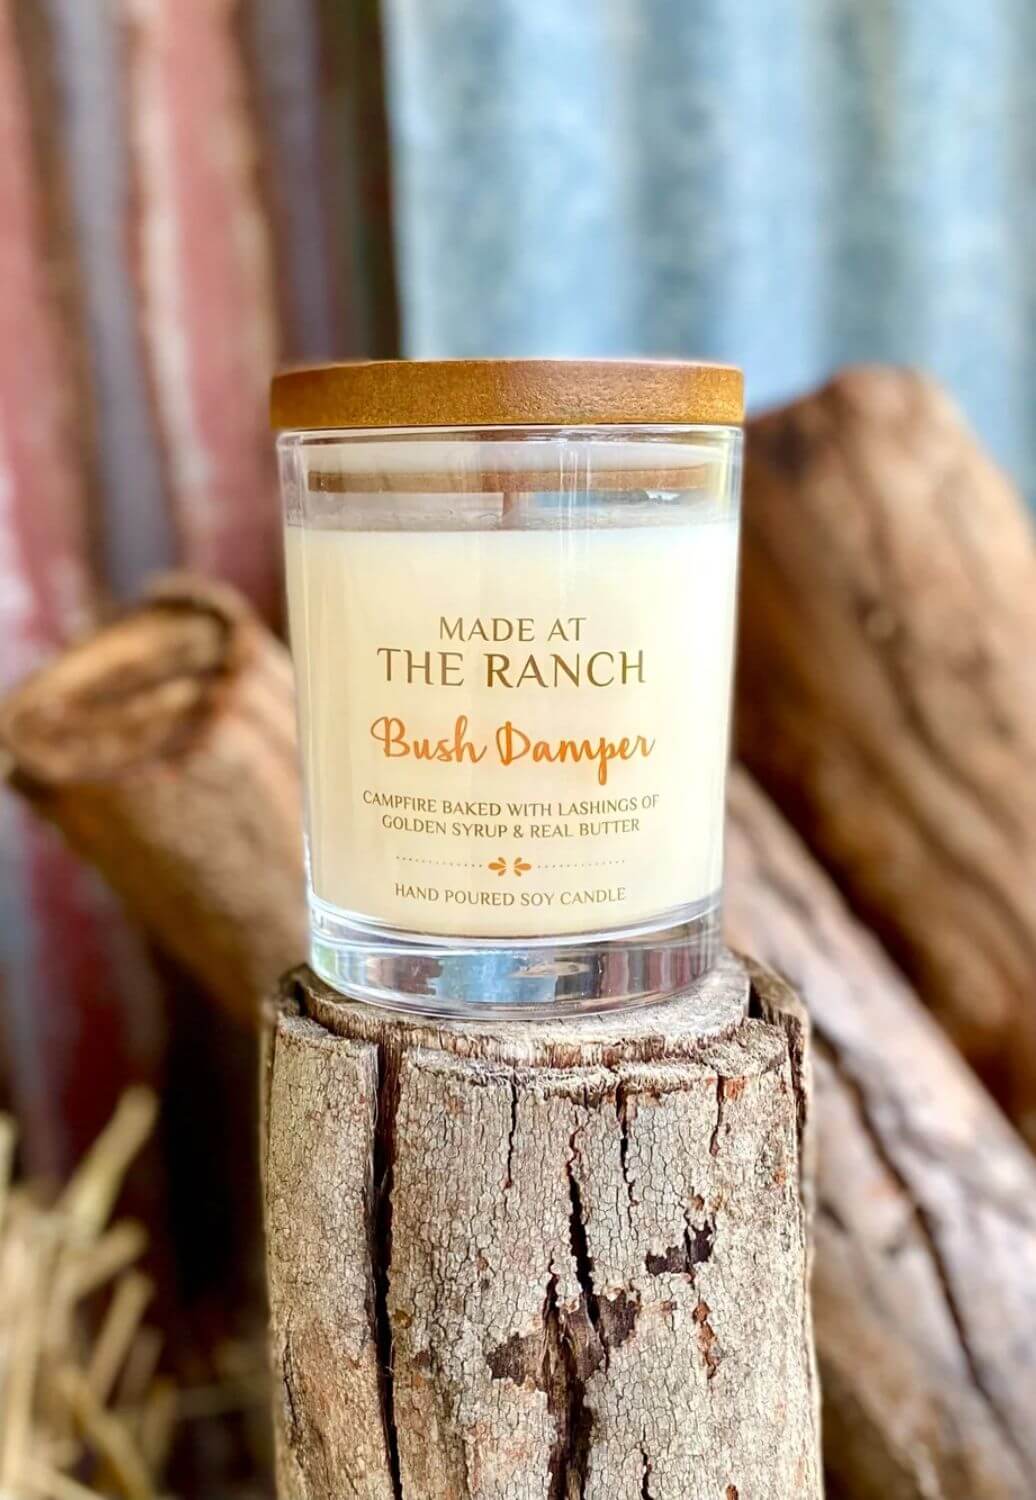 MADE AT
THE RANCH
Bush Damper
CAMPFIRE BAKED WITH LASHINGS OF
GOLDEN SYRUP & REAL BUTTER
HAND POURED SOY CANDLE